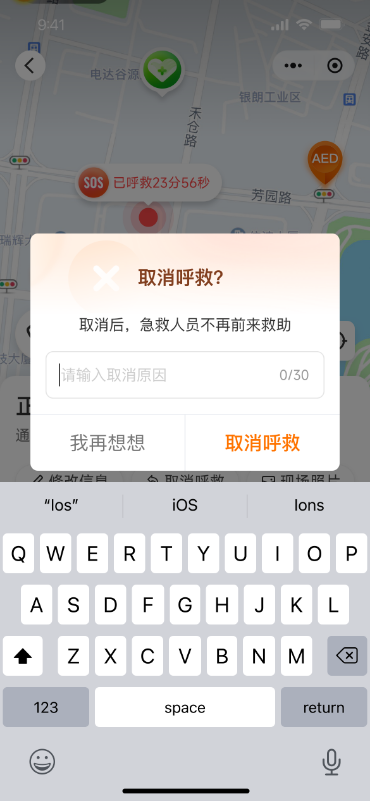 9:41
电达谷源
银朗工业区
禾仓路
AED
SOS 已呼救23分56秒
芳园路
瑞辉
取消呼救?
取消后，急救人员不再前来救助
请输入取消原因 0/30
我再想想 取消呼救
正
通
修改信息 取消呼救 现场照片
“los” iOS Ions
Q W E R T Y U I O P
A S D F G H J K L
Z X C V B N M
123 space return